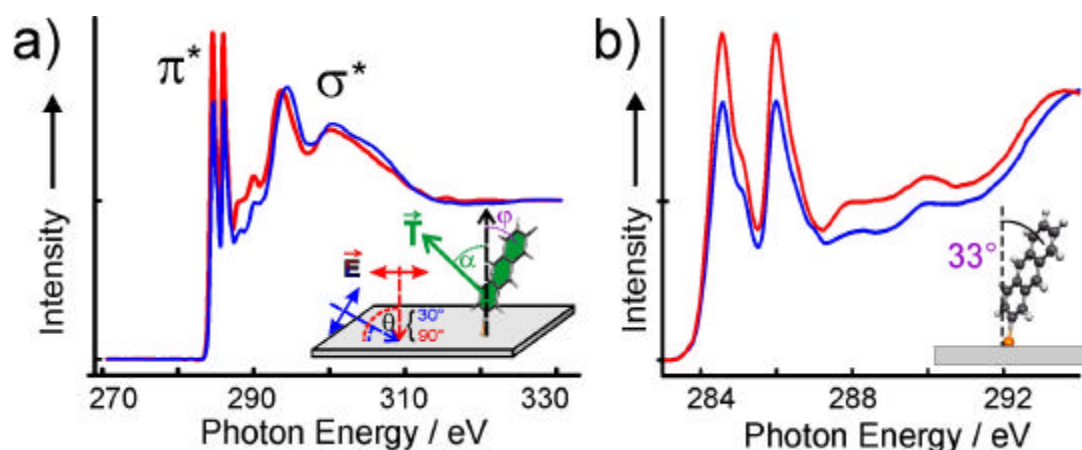 a)
π*
σ*
Intensity
T
φ
α
E
θ
30°
90°
270
290
310
330
Photon Energy / eV
b)
Intensity
33°
284
288
292
Photon Energy / eV